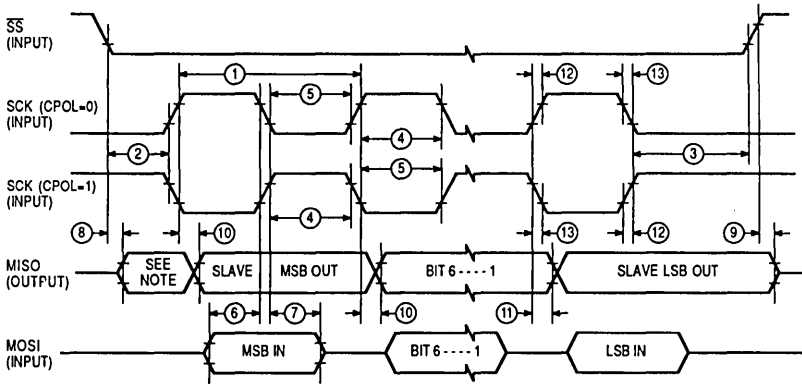 SS
(INPUT)
① ⑤ ⑫ ⑬
SCK (CPOL=0)
(INPUT)
② ④ ③
⑤
SCK (CPOL=1)
(INPUT)
④
⑧ ⑩ ⑬ ⑫ ⑨
MISO
(OUTPUT)
SEE
NOTE
SLAVE MSB OUT
BIT 6 ---- 1
SLAVE LSB OUT
⑥ ⑦ ⑩ ⑪
MOSI
(INPUT)
MSB IN
BIT 6 ---- 1
LSB IN